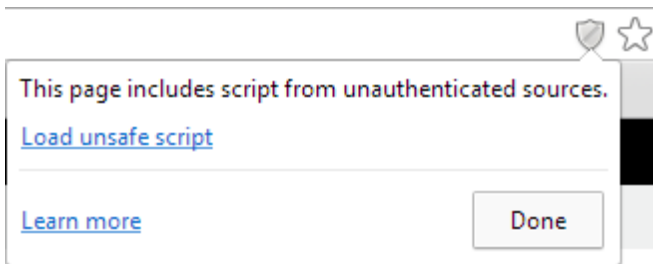 This page includes script from unauthenticated sources.
Load unsafe script
Learn more
Done